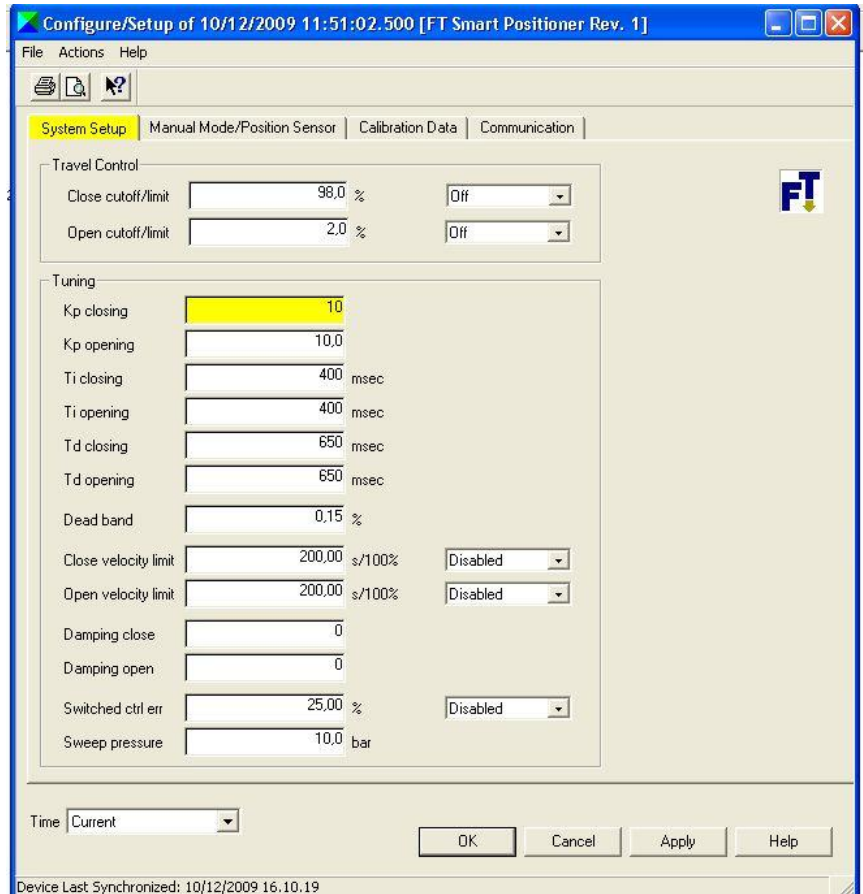 Configure/Setup of 10/12/2009 11:51:02.500 [FT Smart Positioner Rev. 1]
File Actions Help
System Setup Manual Mode/Position Sensor Calibration Data Communication
Travel Control
Close cutoff/limit 98,0 % Off
Open cutoff/limit 2,0 % Off
FT
Tuning
Kp closing 10
Kp opening 10,0
Ti closing 400 msec
Ti opening 400 msec
Td closing 650 msec
Td opening 650 msec
Dead band 0,15 %
Close velocity limit 200,00 s/100% Disabled
Open velocity limit 200,00 s/100% Disabled
Damping close 0
Damping open 0
Switched ctrl err 25,00 % Disabled
Sweep pressure 10,0 bar
Time Current
OK Cancel Apply Help
Device Last Synchronized: 10/12/2009 16.10.19